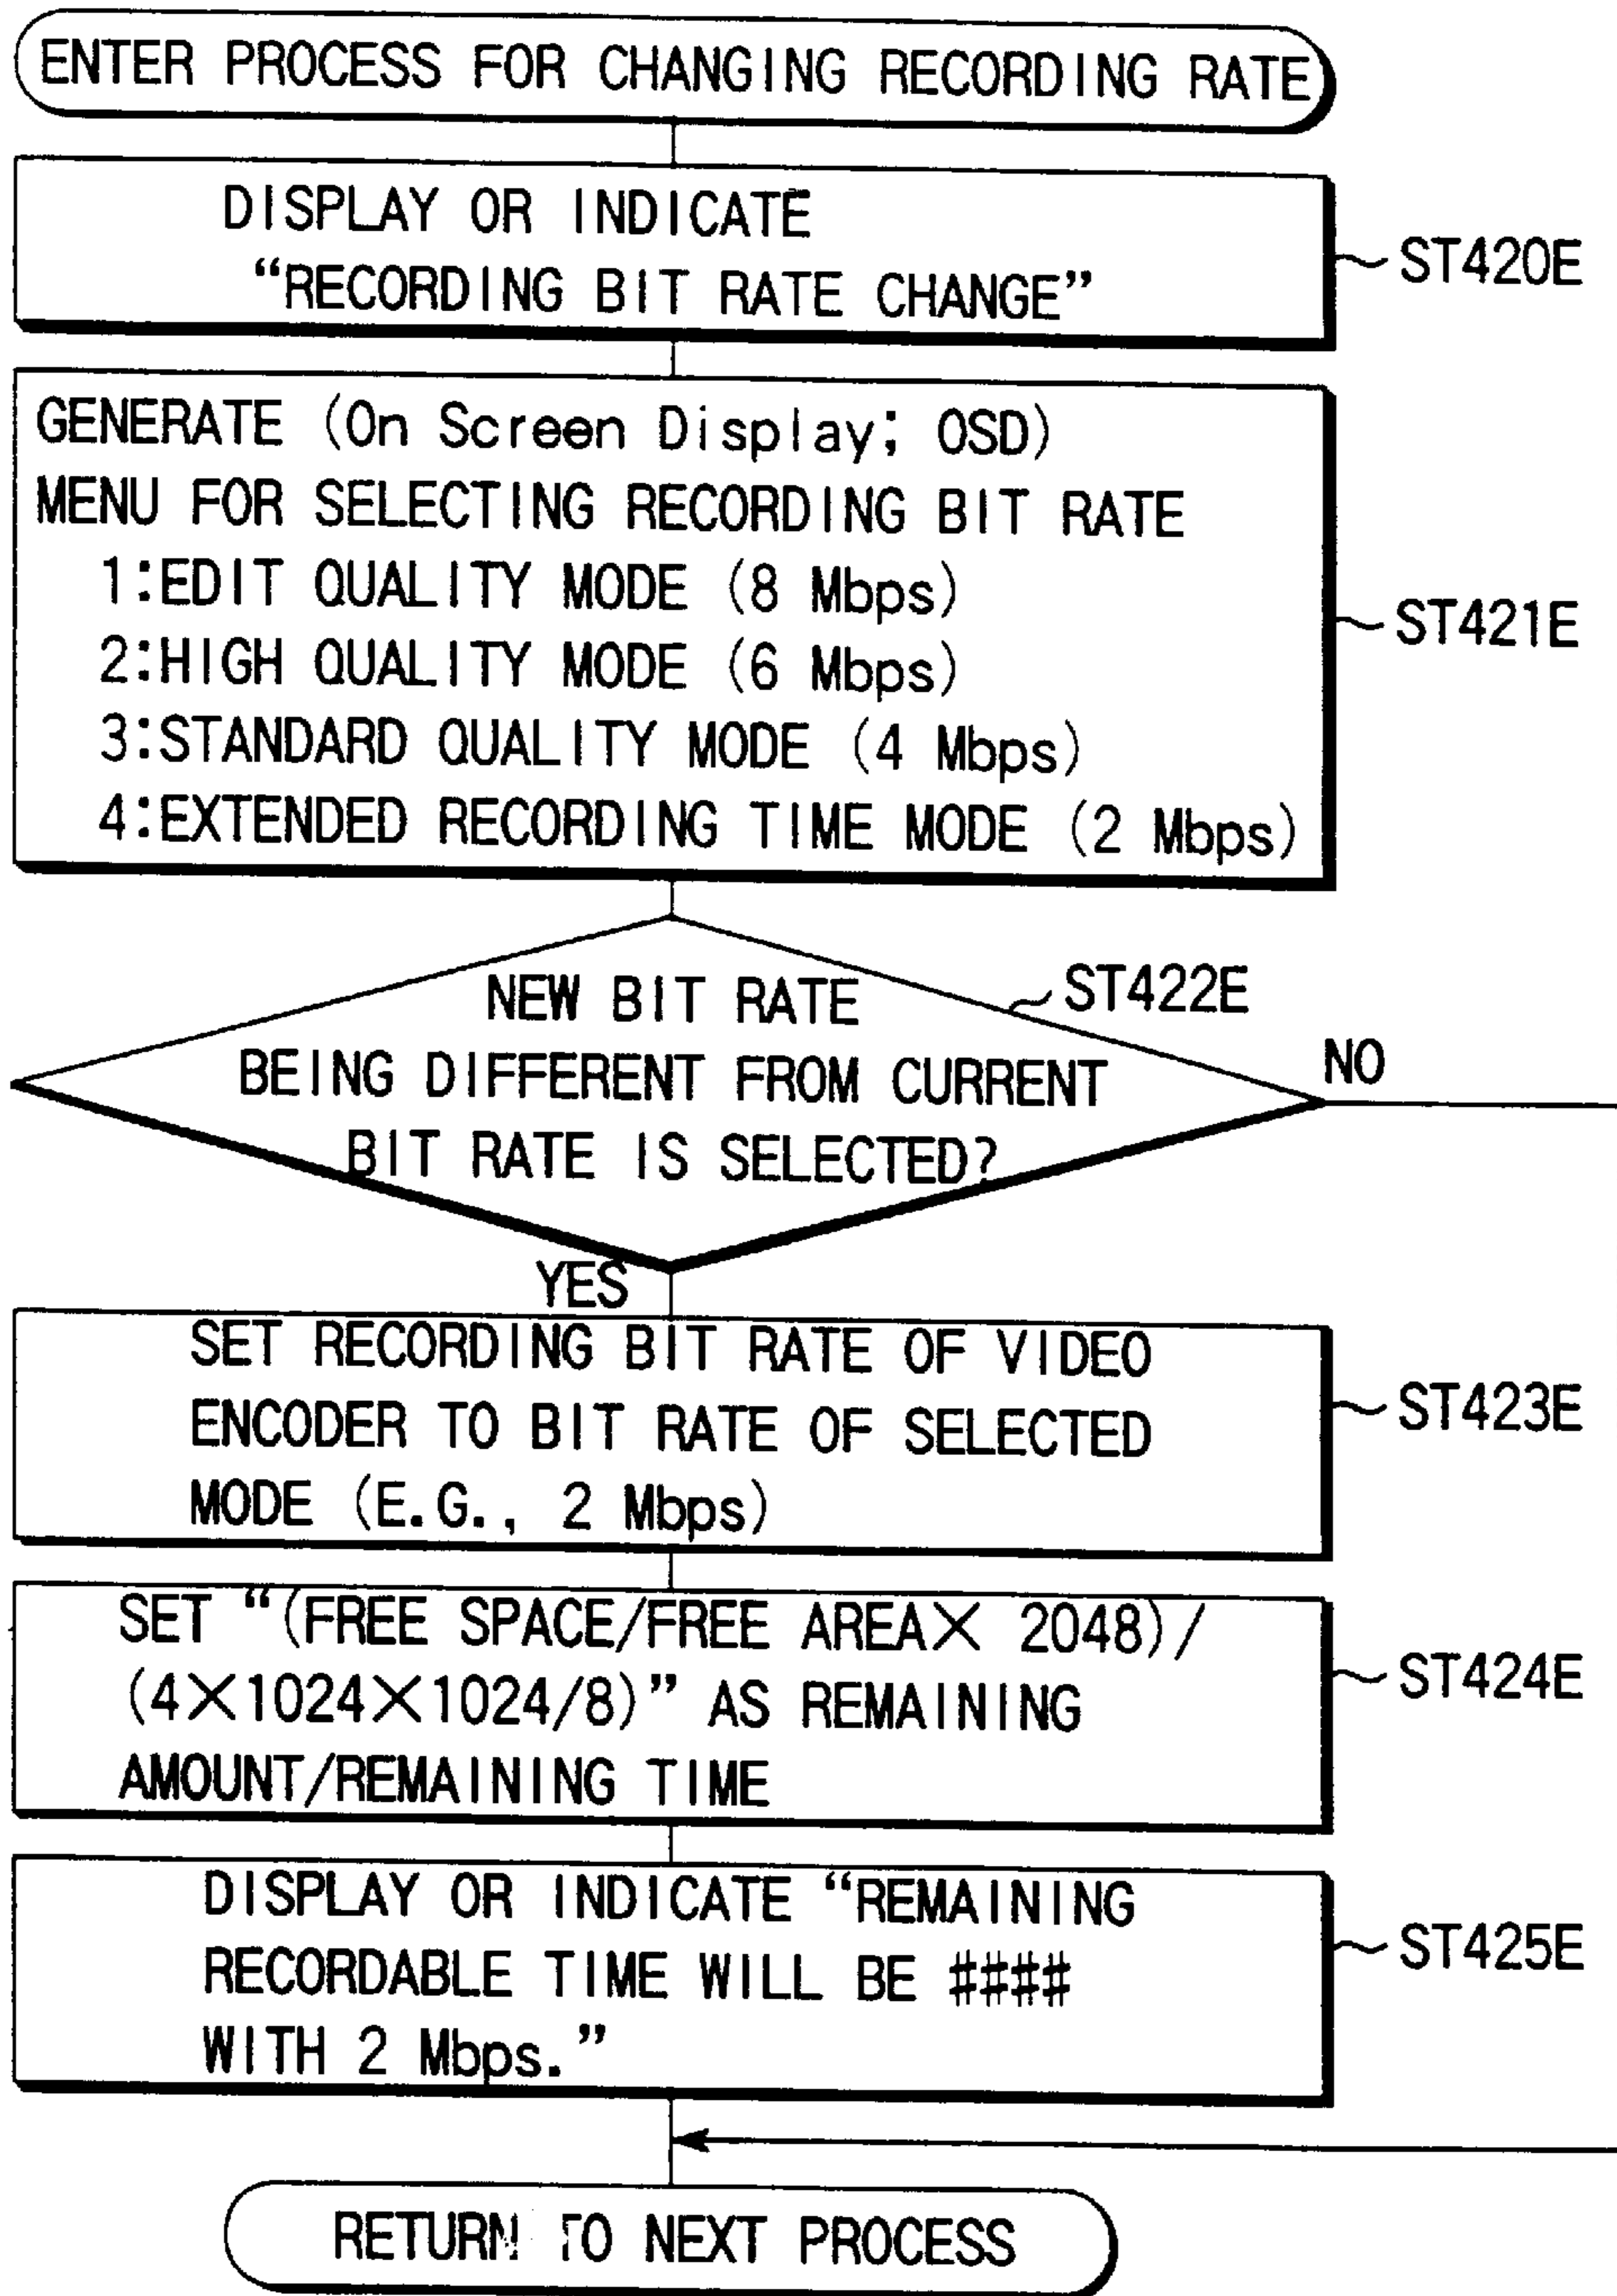 ENTER PROCESS FOR CHANGING RECORDING RATE
DISPLAY OR INDICATE
“RECORDING BIT RATE CHANGE”
ST420E
GENERATE (On Screen Display; OSD)
MENU FOR SELECTING RECORDING BIT RATE
1:EDIT QUALITY MODE (8 Mbps)
2:HIGH QUALITY MODE (6 Mbps)
3:STANDARD QUALITY MODE (4 Mbps)
4:EXTENDED RECORDING TIME MODE (2 Mbps)
ST421E
NEW BIT RATE
BEING DIFFERENT FROM CURRENT
BIT RATE IS SELECTED?
ST422E
NO
YES
SET RECORDING BIT RATE OF VIDEO
ENCODER TO BIT RATE OF SELECTED
MODE (E.G., 2 Mbps)
ST423E
SET “(FREE SPACE/FREE AREA× 2048)/
(4×1024×1024/8)” AS REMAINING
AMOUNT/REMAINING TIME
ST424E
DISPLAY OR INDICATE “REMAINING
RECORDABLE TIME WILL BE ####
WITH 2 Mbps.”
ST425E
RETURN TO NEXT PROCESS